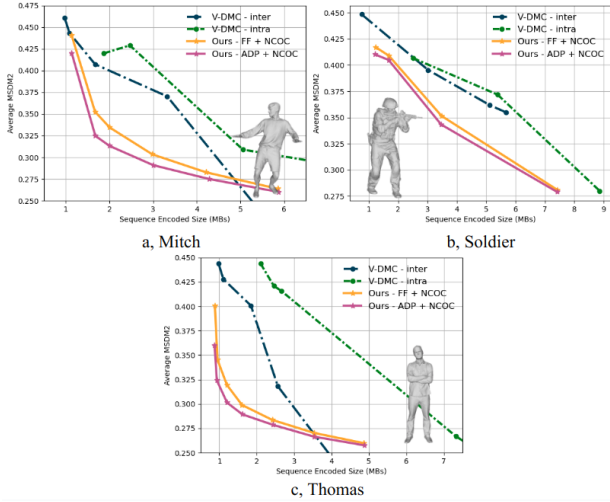 0.475
0.450
0.425
0.400
0.375
0.350
0.325
0.300
0.275
0.250
Average MSDM2
V-DMC - inter
V-DMC - intra
Ours - FF + NCOC
Ours - ADP + NCOC
1 2 3 4 5 6
Sequence Encoded Size (MBs)
a, Mitch
0.450
0.425
0.400
0.375
0.350
0.325
0.300
0.275
Average MSDM2
V-DMC - inter
V-DMC - intra
Ours - FF + NCOC
Ours - ADP + NCOC
1 2 3 4 5 6 7 8 9
Sequence Encoded Size (MBs)
b, Soldier
0.450
0.425
0.400
0.375
0.350
0.325
0.300
0.275
0.250
Average MSDM2
V-DMC - inter
V-DMC - intra
Ours - FF + NCOC
Ours - ADP + NCOC
1 2 3 4 5 6 7
Sequence Encoded Size (MBs)
c, Thomas